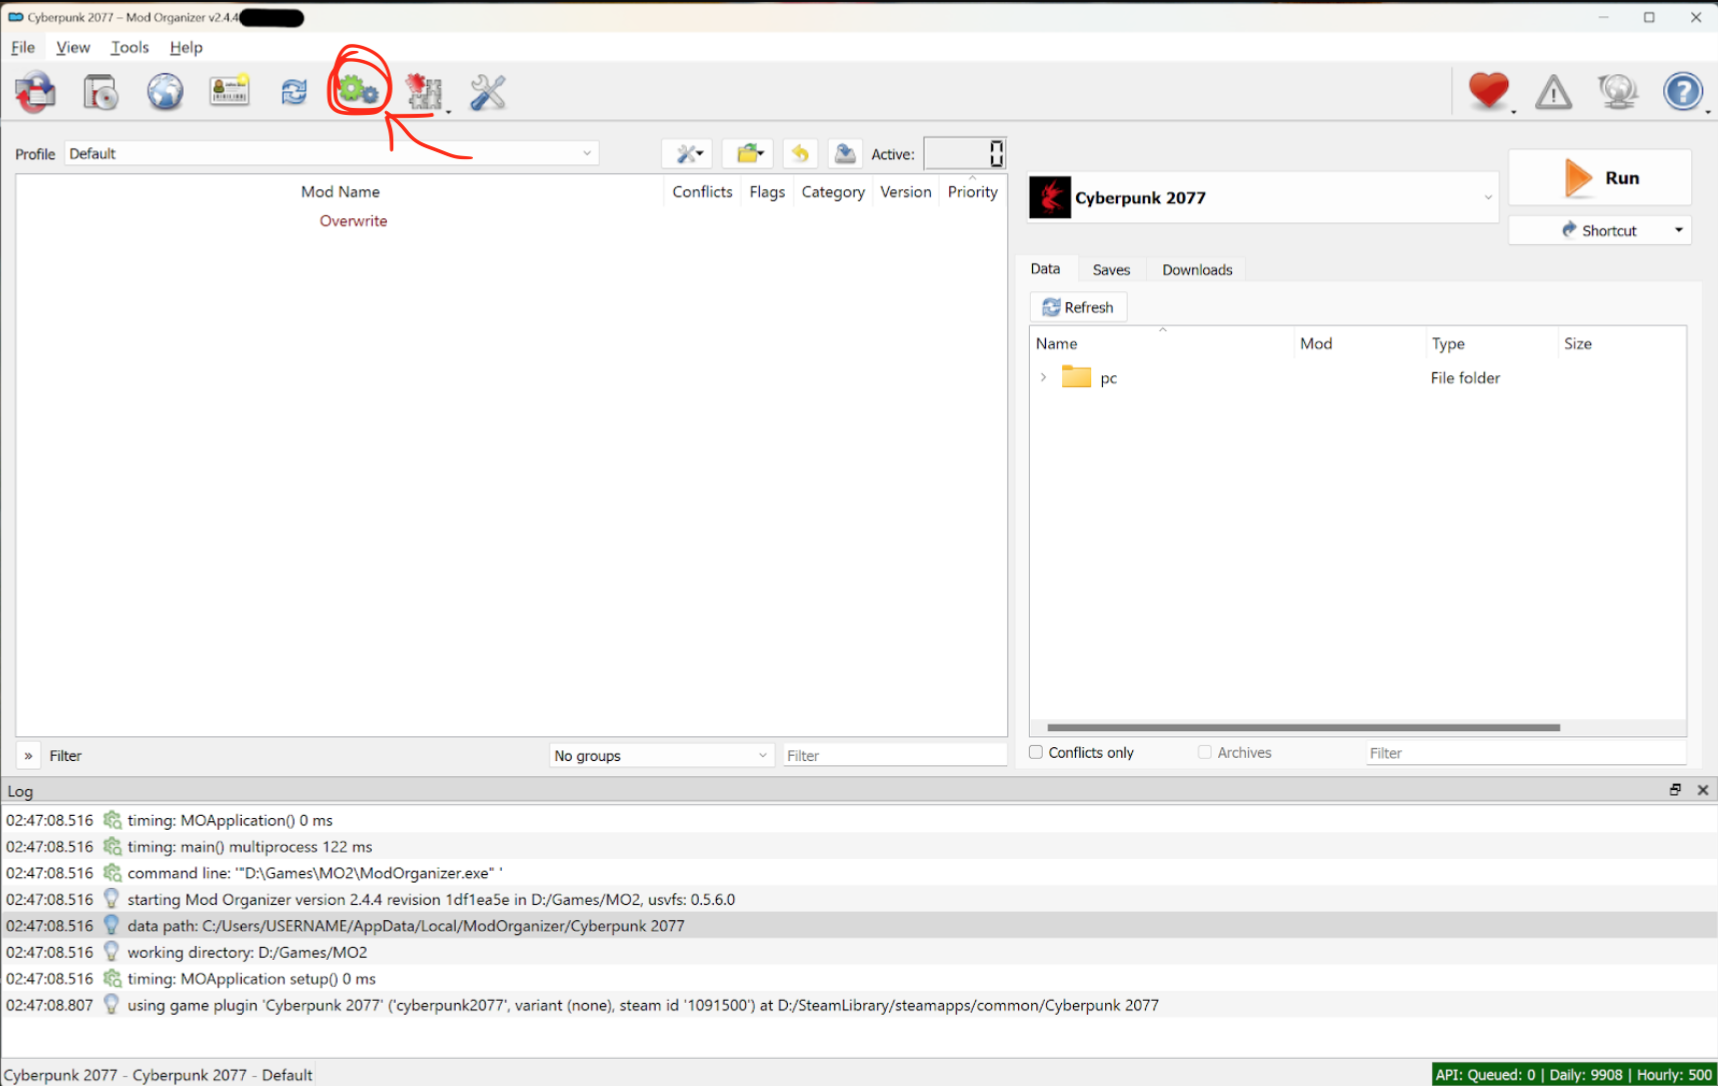 Cyberpunk 2077 – Mod Organizer v2.4.4
File View Tools Help
Profile Default Active: 0
Mod Name Conflicts Flags Category Version Priority
Overwrite
Cyberpunk 2077
Run
Shortcut
Data Saves Downloads
Refresh
Name Mod Type Size
pc File folder
» Filter No groups Filter
Conflicts only Archives Filter
Log
02:47:08.516 timing: MOApplication() 0 ms
02:47:08.516 timing: main() multiprocess 122 ms
02:47:08.516 command line: '"D:\Games\MO2\ModOrganizer.exe" '
02:47:08.516 starting Mod Organizer version 2.4.4 revision 1df1ea5e in D:/Games/MO2, usvfs: 0.5.6.0
02:47:08.516 data path: C:/Users/USERNAME/AppData/Local/ModOrganizer/Cyberpunk 2077
02:47:08.516 working directory: D:/Games/MO2
02:47:08.516 timing: MOApplication setup() 0 ms
02:47:08.807 using game plugin 'Cyberpunk 2077' ('cyberpunk2077', variant (none), steam id '1091500') at D:/SteamLibrary/steamapps/common/Cyberpunk 2077
Cyberpunk 2077 - Cyberpunk 2077 - Default
API: Queued: 0 | Daily: 9908 | Hourly: 500